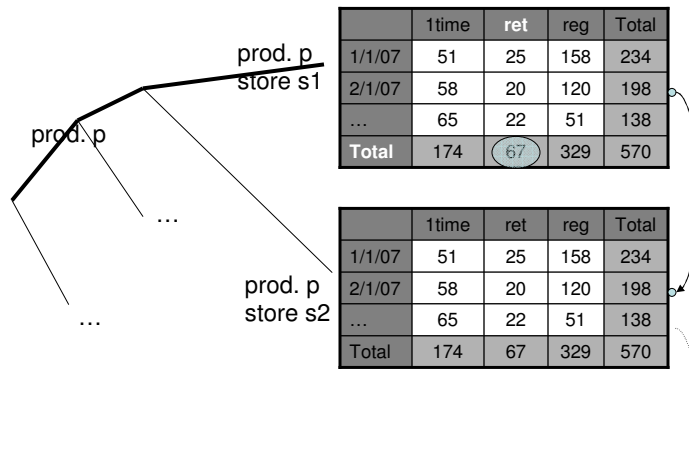 prod. p
store s1
prod. p
...
...
1time ret reg Total
1/1/07 51 25 158 234
2/1/07 58 20 120 198
... 65 22 51 138
Total 174 67 329 570
prod. p
store s2
1time ret reg Total
1/1/07 51 25 158 234
2/1/07 58 20 120 198
... 65 22 51 138
Total 174 67 329 570